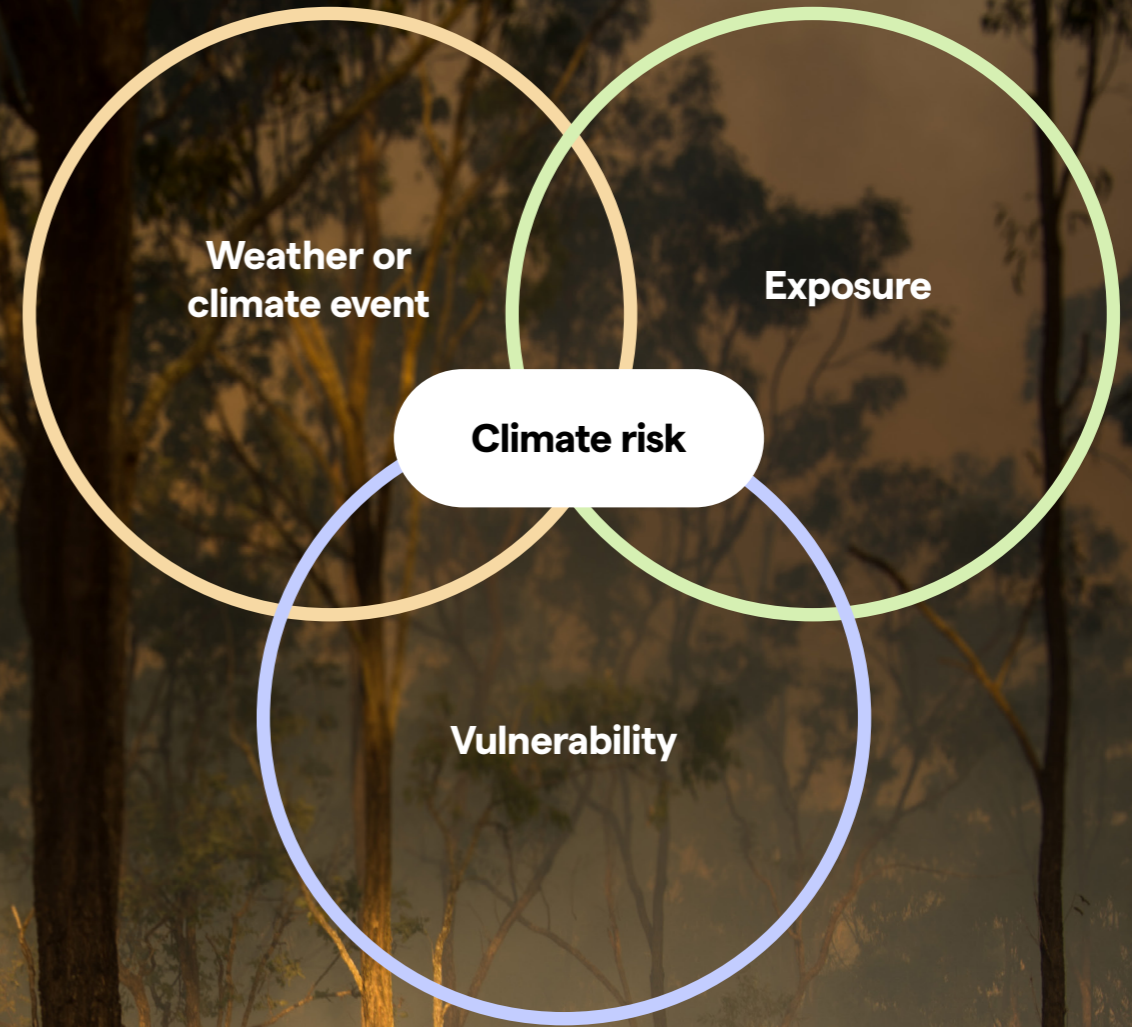 Weather or
climate event
Exposure
Climate risk
Vulnerability